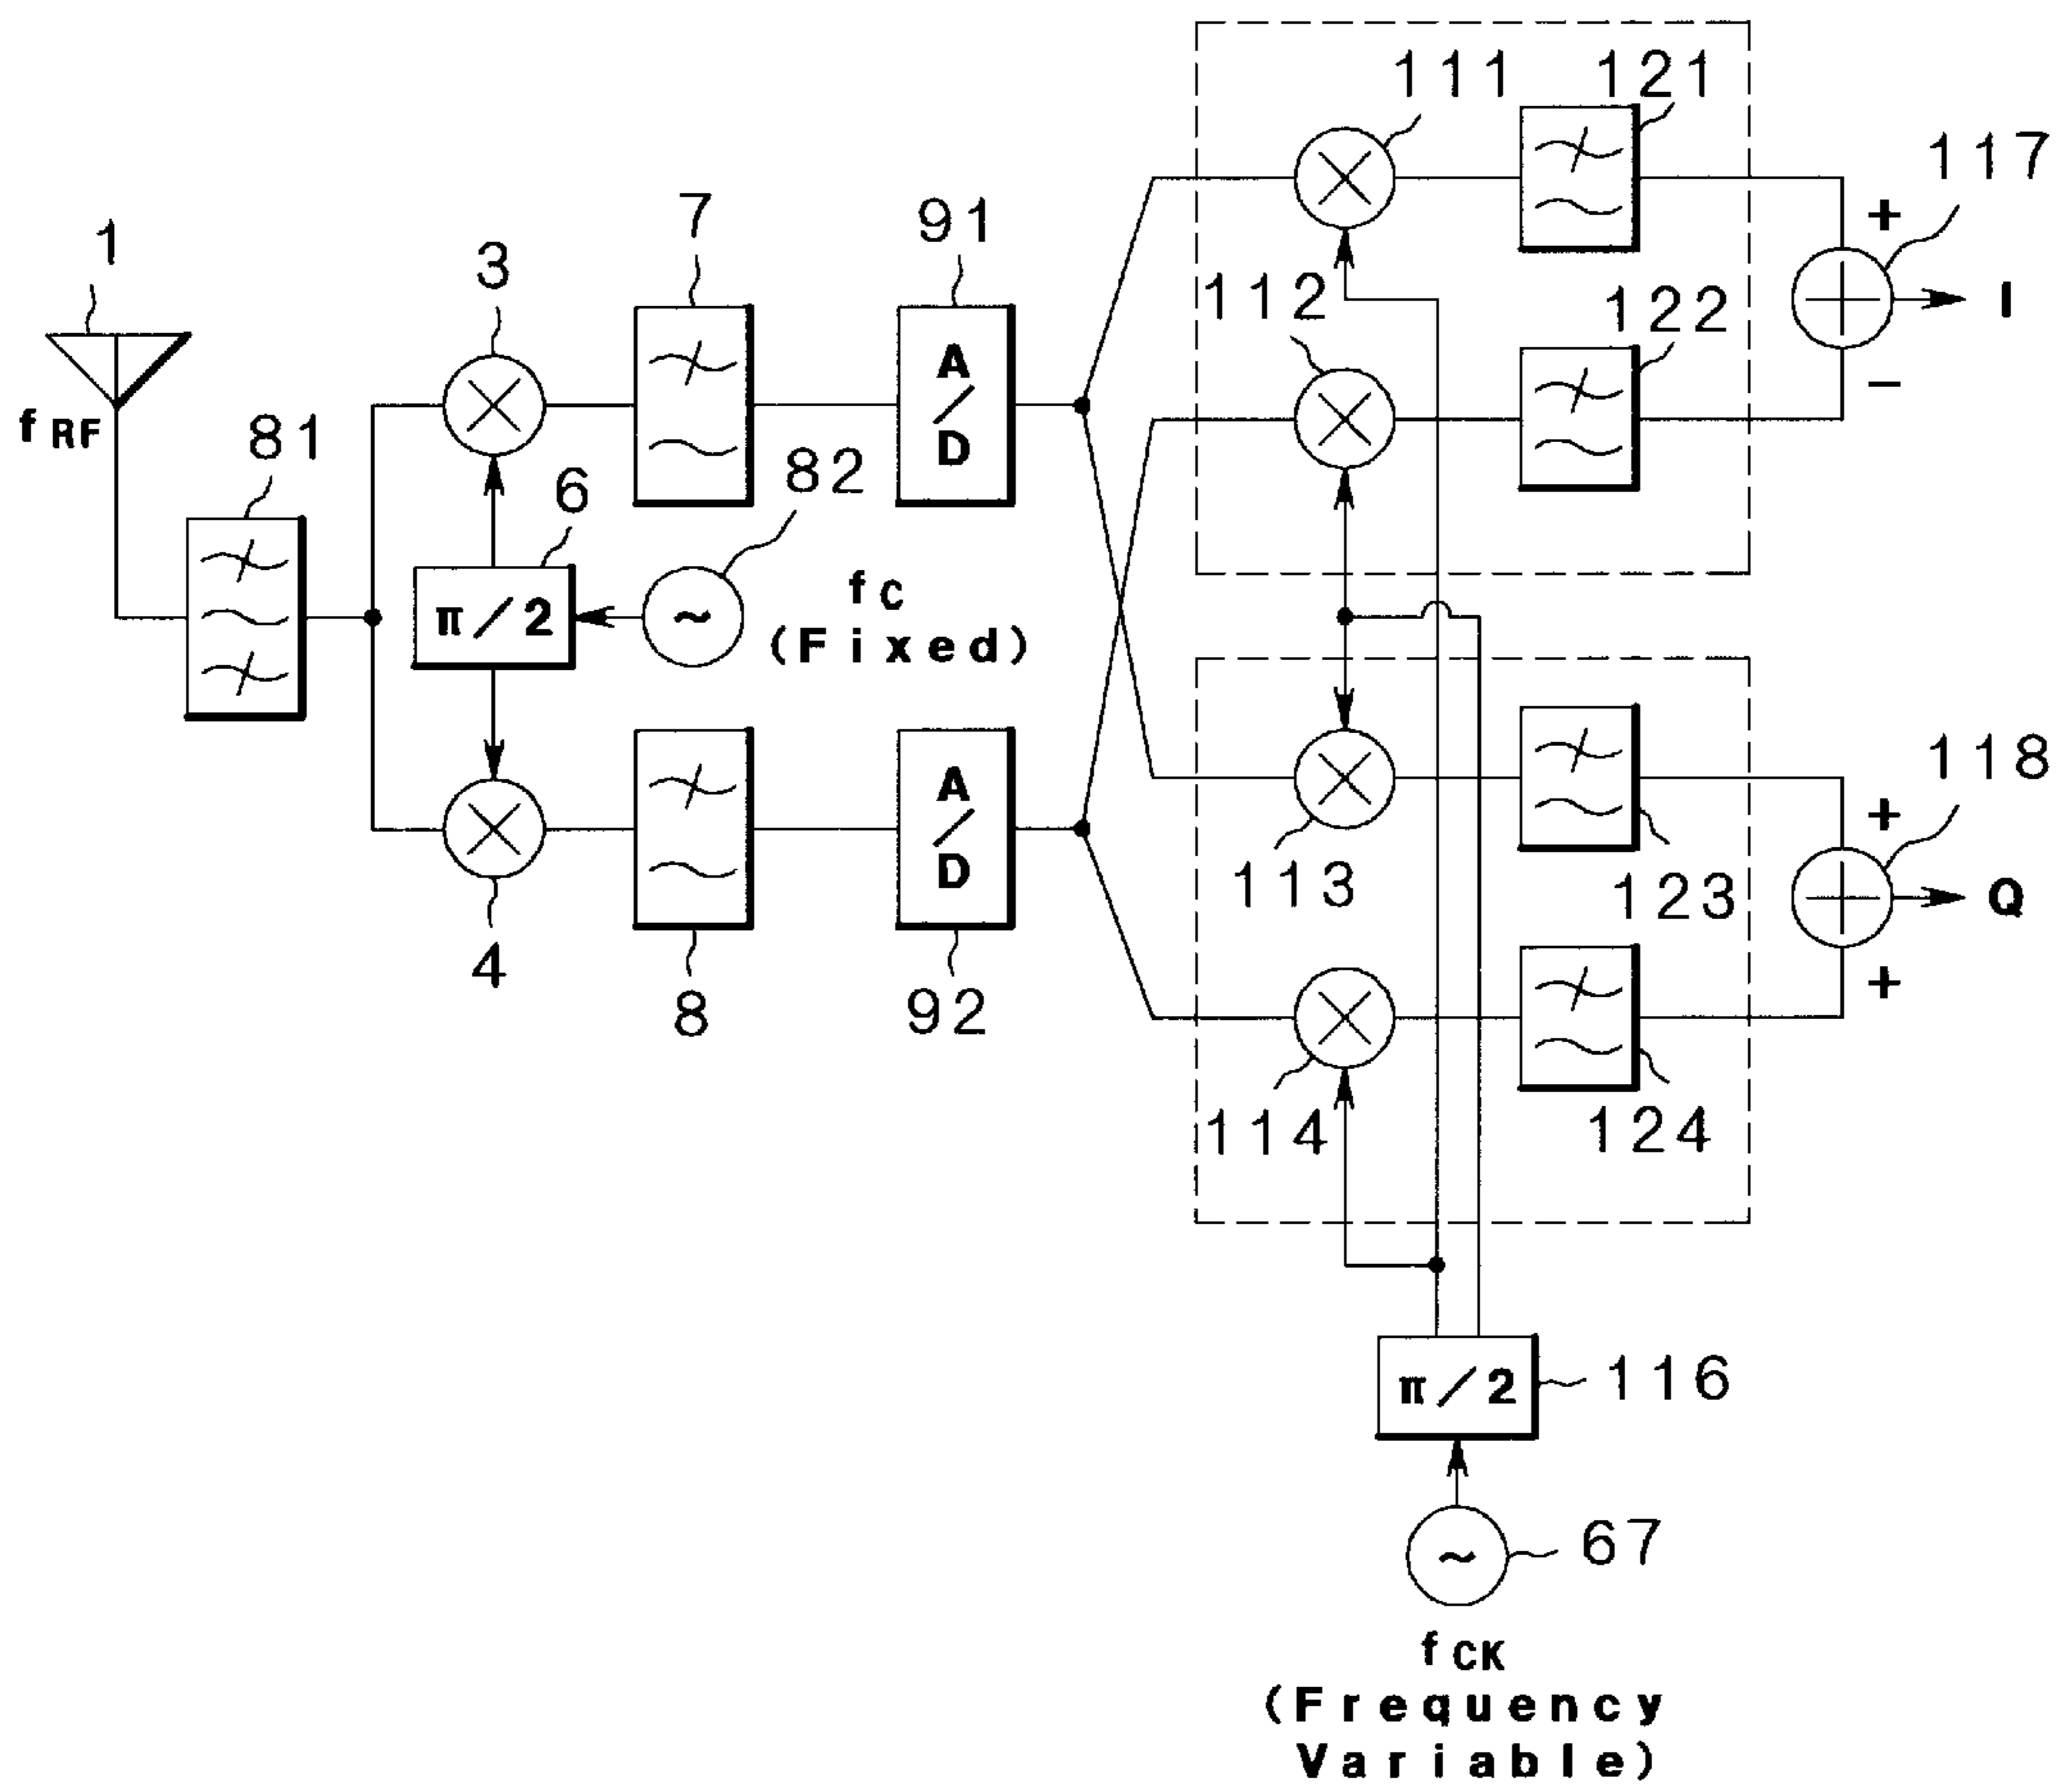 111
121
117
1
3
7
91
+
112
122
I
A
/
D
−
fRF
81
6
82
fC
(Fixed)
π/2
~
113
123
118
+
A
/
D
Q
4
8
92
+
114
124
π/2
116
~
67
fCK
(Frequency
Variable)